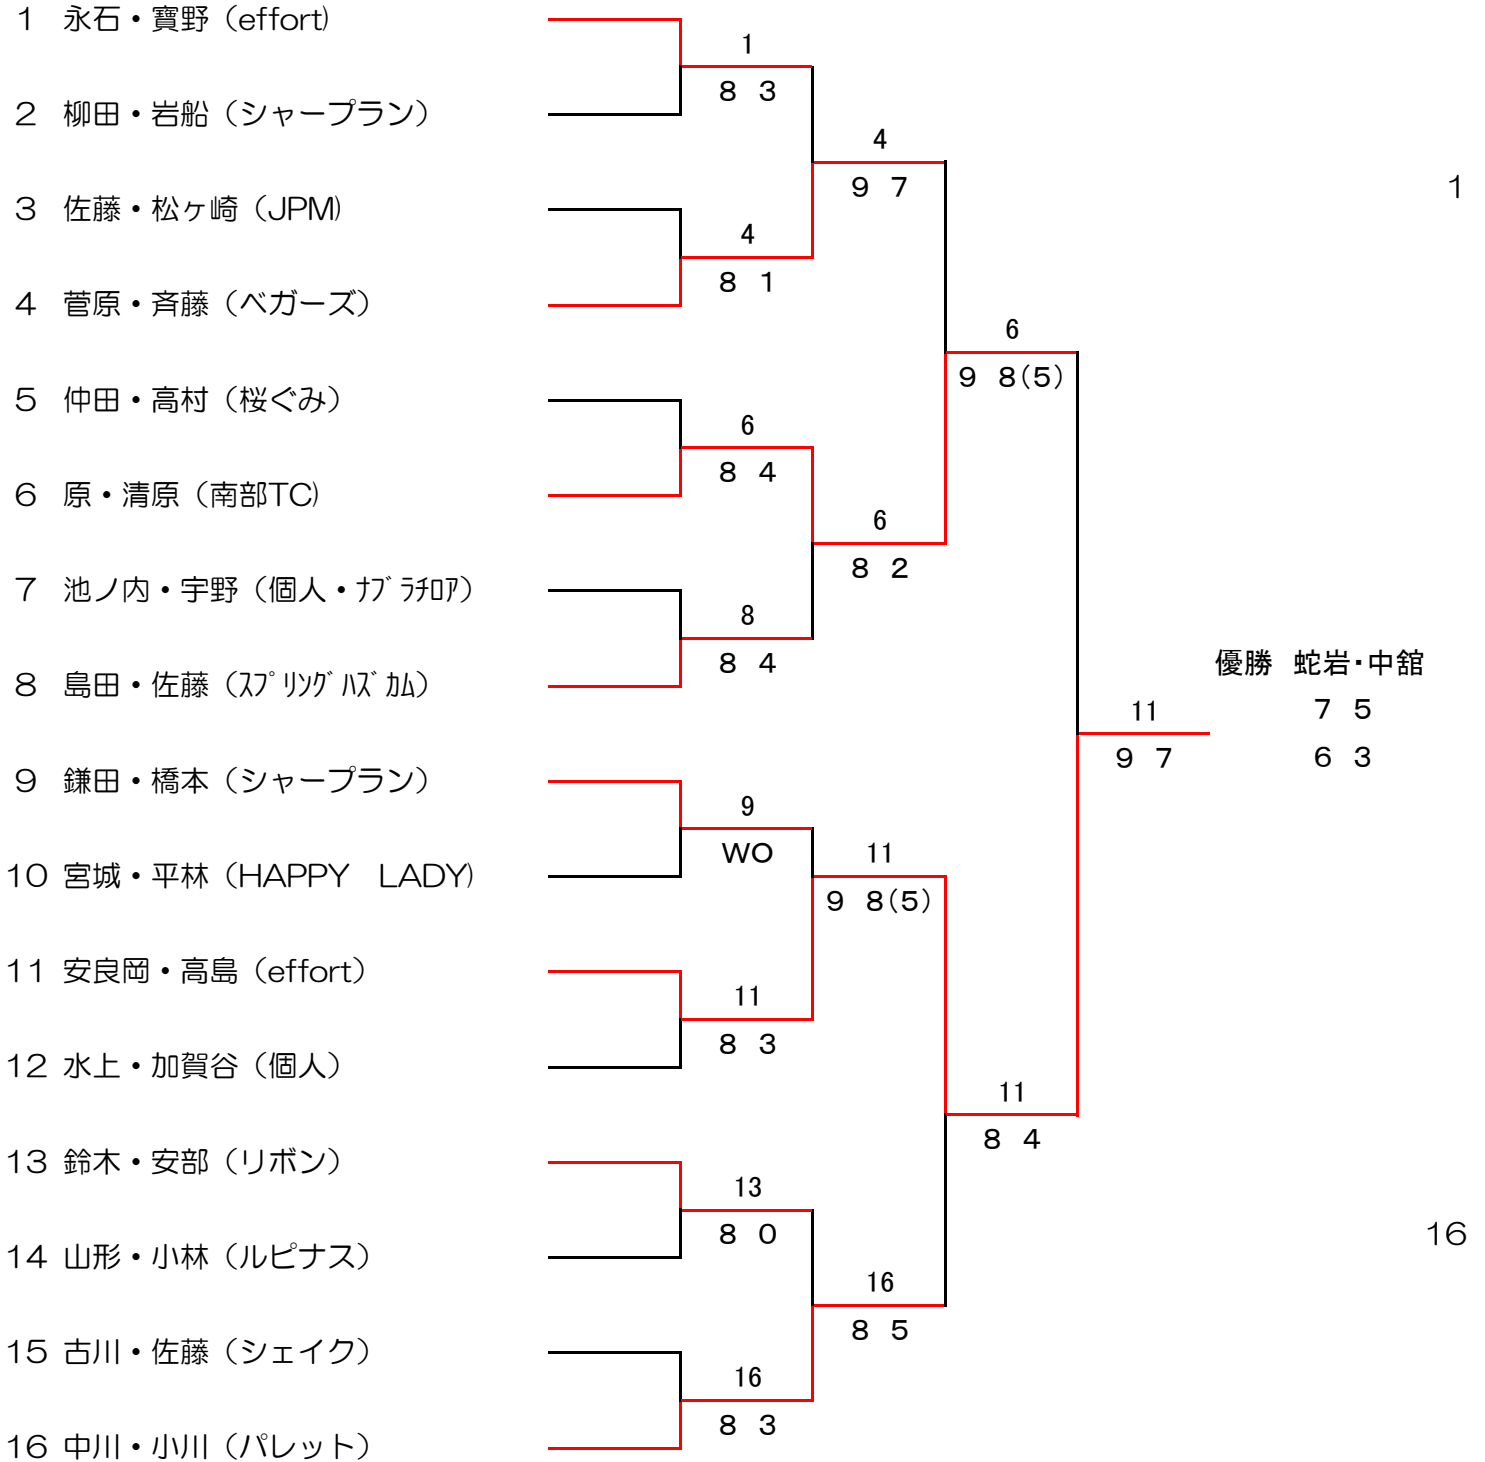 1 永石・寶野（effort)
1
8 3
2 柳田・岩船（シャープラン）
4
9 7
1
3 佐藤・松ヶ崎（JPM)
4
8 1
4 菅原・斉藤（ベガーズ）
6
9 8(5)
5 仲田・高村（桜ぐみ）
6
8 4
6 原・清原（南部TC)
6
8 2
7 池ノ内・宇野（個人・ﾅﾌﾞﾗﾁﾛｱ）
8
8 4
8 島田・佐藤（ｽﾌﾟﾘﾝｸﾞﾊｽﾞｶﾑ）
優勝 蛇岩・中舘
11
7 5
9 7
6 3
9 鎌田・橋本（シャープラン）
9
WO
11
10 宮城・平林（HAPPY LADY)
9 8(5)
11 安良岡・高島（effort）
11
8 3
12 水上・加賀谷（個人）
11
8 4
13 鈴木・安部（リボン）
13
8 0
16
14 山形・小林（ルピナス）
16
8 5
15 古川・佐藤（シェイク）
16
8 3
16 中川・小川（パレット）